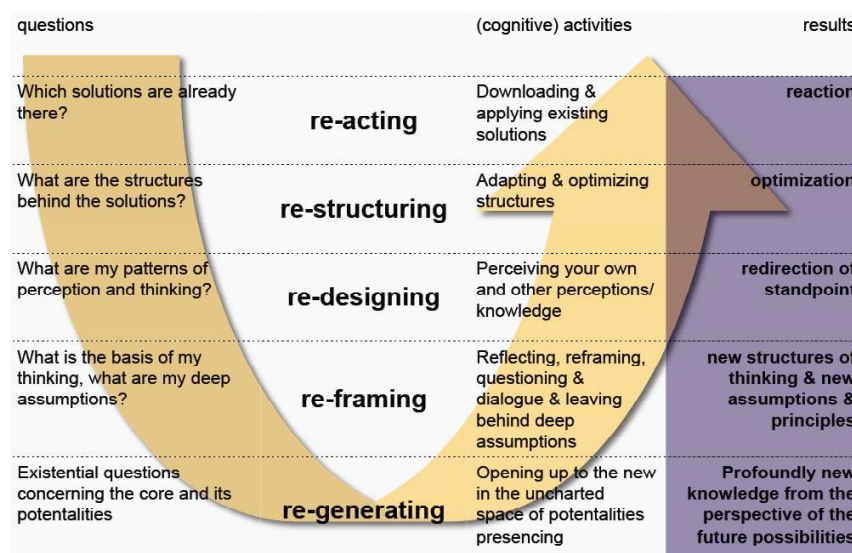 questions
(cognitive) activities
results
Which solutions are already
there?
re-acting
Downloading &
applying existing
solutions
reaction
What are the structures
behind the solutions?
re-structuring
Adapting & optimizing
structures
optimization
What are my patterns of
perception and thinking?
re-designing
Perceiving your own
and other perceptions/
knowledge
redirection of
standpoint
What is the basis of my
thinking, what are my deep
assumptions?
re-framing
Reflecting, reframing,
questioning &
dialogue & leaving
behind deep
assumptions
new structures of
thinking & new
assumptions &
principles
Existential questions
concerning the core and its
potentialities
re-generating
Opening up to the new
in the uncharted
space of potentialities
presencing
Profoundly new
knowledge from the
perspective of the
future possibilities